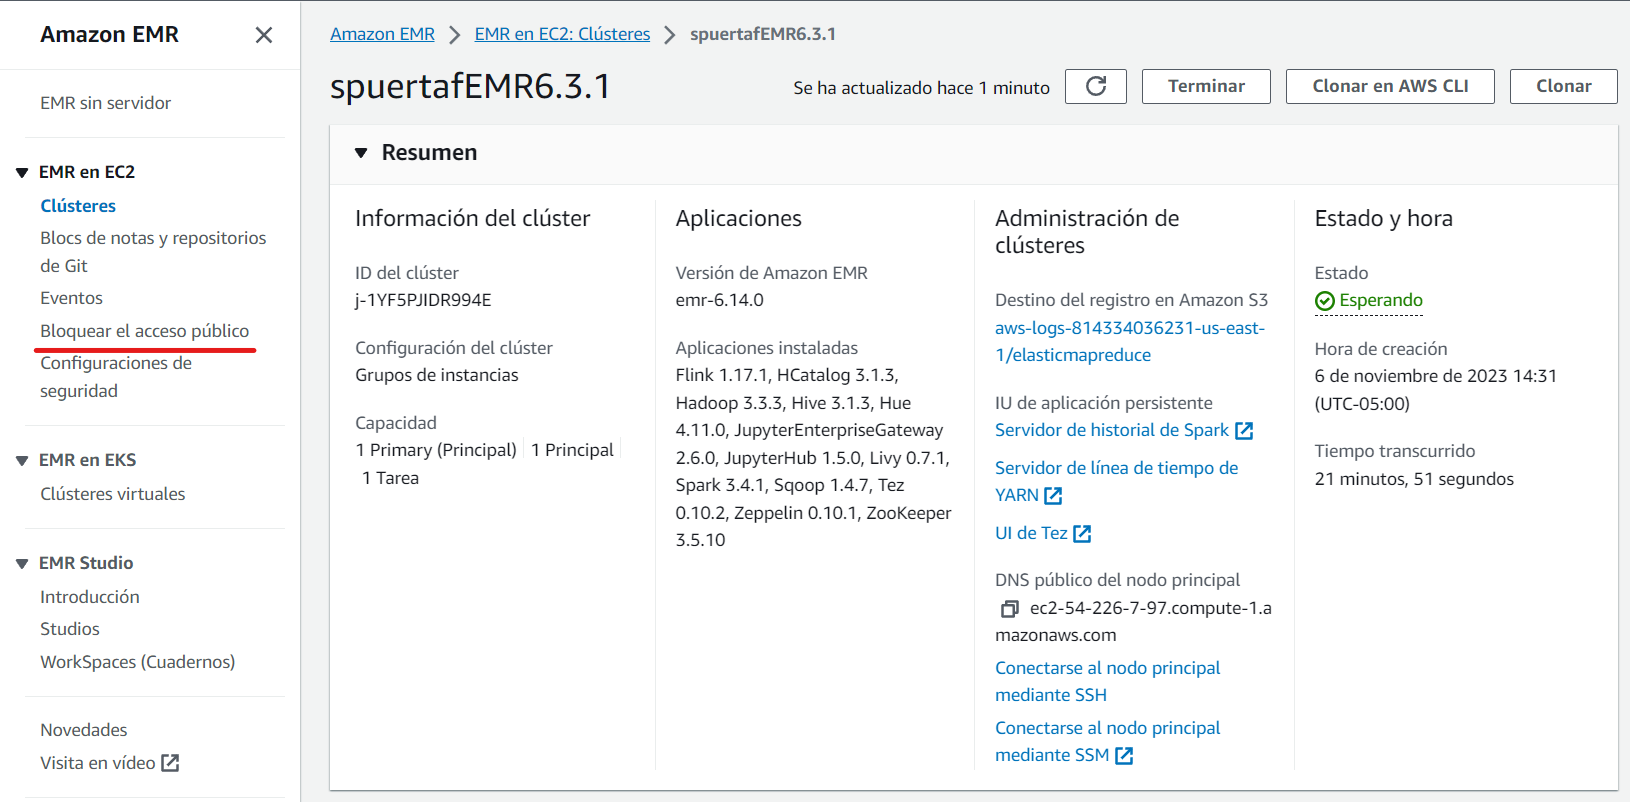 Amazon EMR
EMR sin servidor
EMR en EC2
Clústeres
Blocs de notas y repositorios
de Git
Eventos
Bloquear el acceso público
Configuraciones de
seguridad
EMR en EKS
Clústeres virtuales
EMR Studio
Introducción
Studios
WorkSpaces (Cuadernos)
Novedades
Visita en vídeo
Amazon EMR > EMR en EC2: Clústeres > spuertafEMR6.3.1
spuertafEMR6.3.1
Se ha actualizado hace 1 minuto
Terminar
Clonar en AWS CLI
Clonar
Resumen
Información del clúster
ID del clúster
j-1YF5PJIDR994E
Configuración del clúster
Grupos de instancias
Capacidad
1 Primary (Principal) 1 Principal
1 Tarea
Aplicaciones
Versión de Amazon EMR
emr-6.14.0
Aplicaciones instaladas
Flink 1.17.1, HCatalog 3.1.3,
Hadoop 3.3.3, Hive 3.1.3, Hue
4.11.0, JupyterEnterpriseGateway
2.6.0, JupyterHub 1.5.0, Livy 0.7.1,
Spark 3.4.1, Sqoop 1.4.7, Tez
0.10.2, Zeppelin 0.10.1, ZooKeeper
3.5.10
Administración de
clústeres
Destino del registro en Amazon S3
aws-logs-814334036231-us-east-
1/elasticmapreduce
IU de aplicación persistente
Servidor de historial de Spark
Servidor de línea de tiempo de
YARN
UI de Tez
DNS público del nodo principal
ec2-54-226-7-97.compute-1.a
mazonaws.com
Conectarse al nodo principal
mediante SSH
Conectarse al nodo principal
mediante SSM
Estado y hora
Estado
Esperando
Hora de creación
6 de noviembre de 2023 14:31
(UTC-05:00)
Tiempo transcurrido
21 minutos, 51 segundos